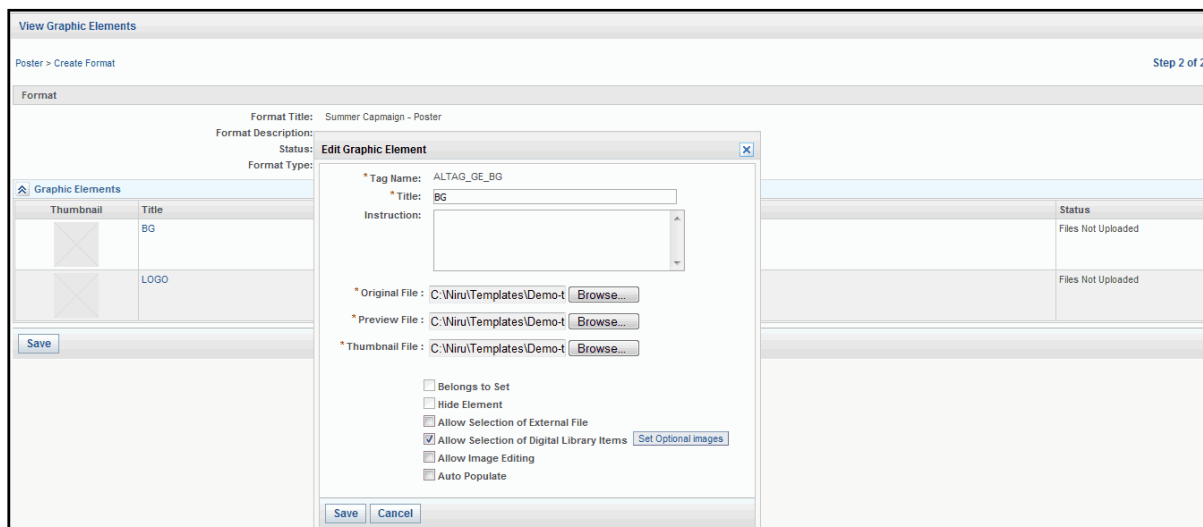 View Graphic Elements
Poster > Create Format
Step 2 of 2
Format
Format Title: Summer Capmaign - Poster
Format Description:
Status:
Format Type:
Graphic Elements
Thumbnail Title Status
BG Files Not Uploaded
LOGO Files Not Uploaded
Save
Edit Graphic Element
* Tag Name: ALTAG_GE_BG
* Title: BG
Instruction:
* Original File : C:\Niru\Templates\Demo-t Browse...
* Preview File : C:\Niru\Templates\Demo-t Browse...
* Thumbnail File : C:\Niru\Templates\Demo-t Browse...
Belongs to Set
Hide Element
Allow Selection of External File
Allow Selection of Digital Library Items Set Optional images
Allow Image Editing
Auto Populate
Save Cancel